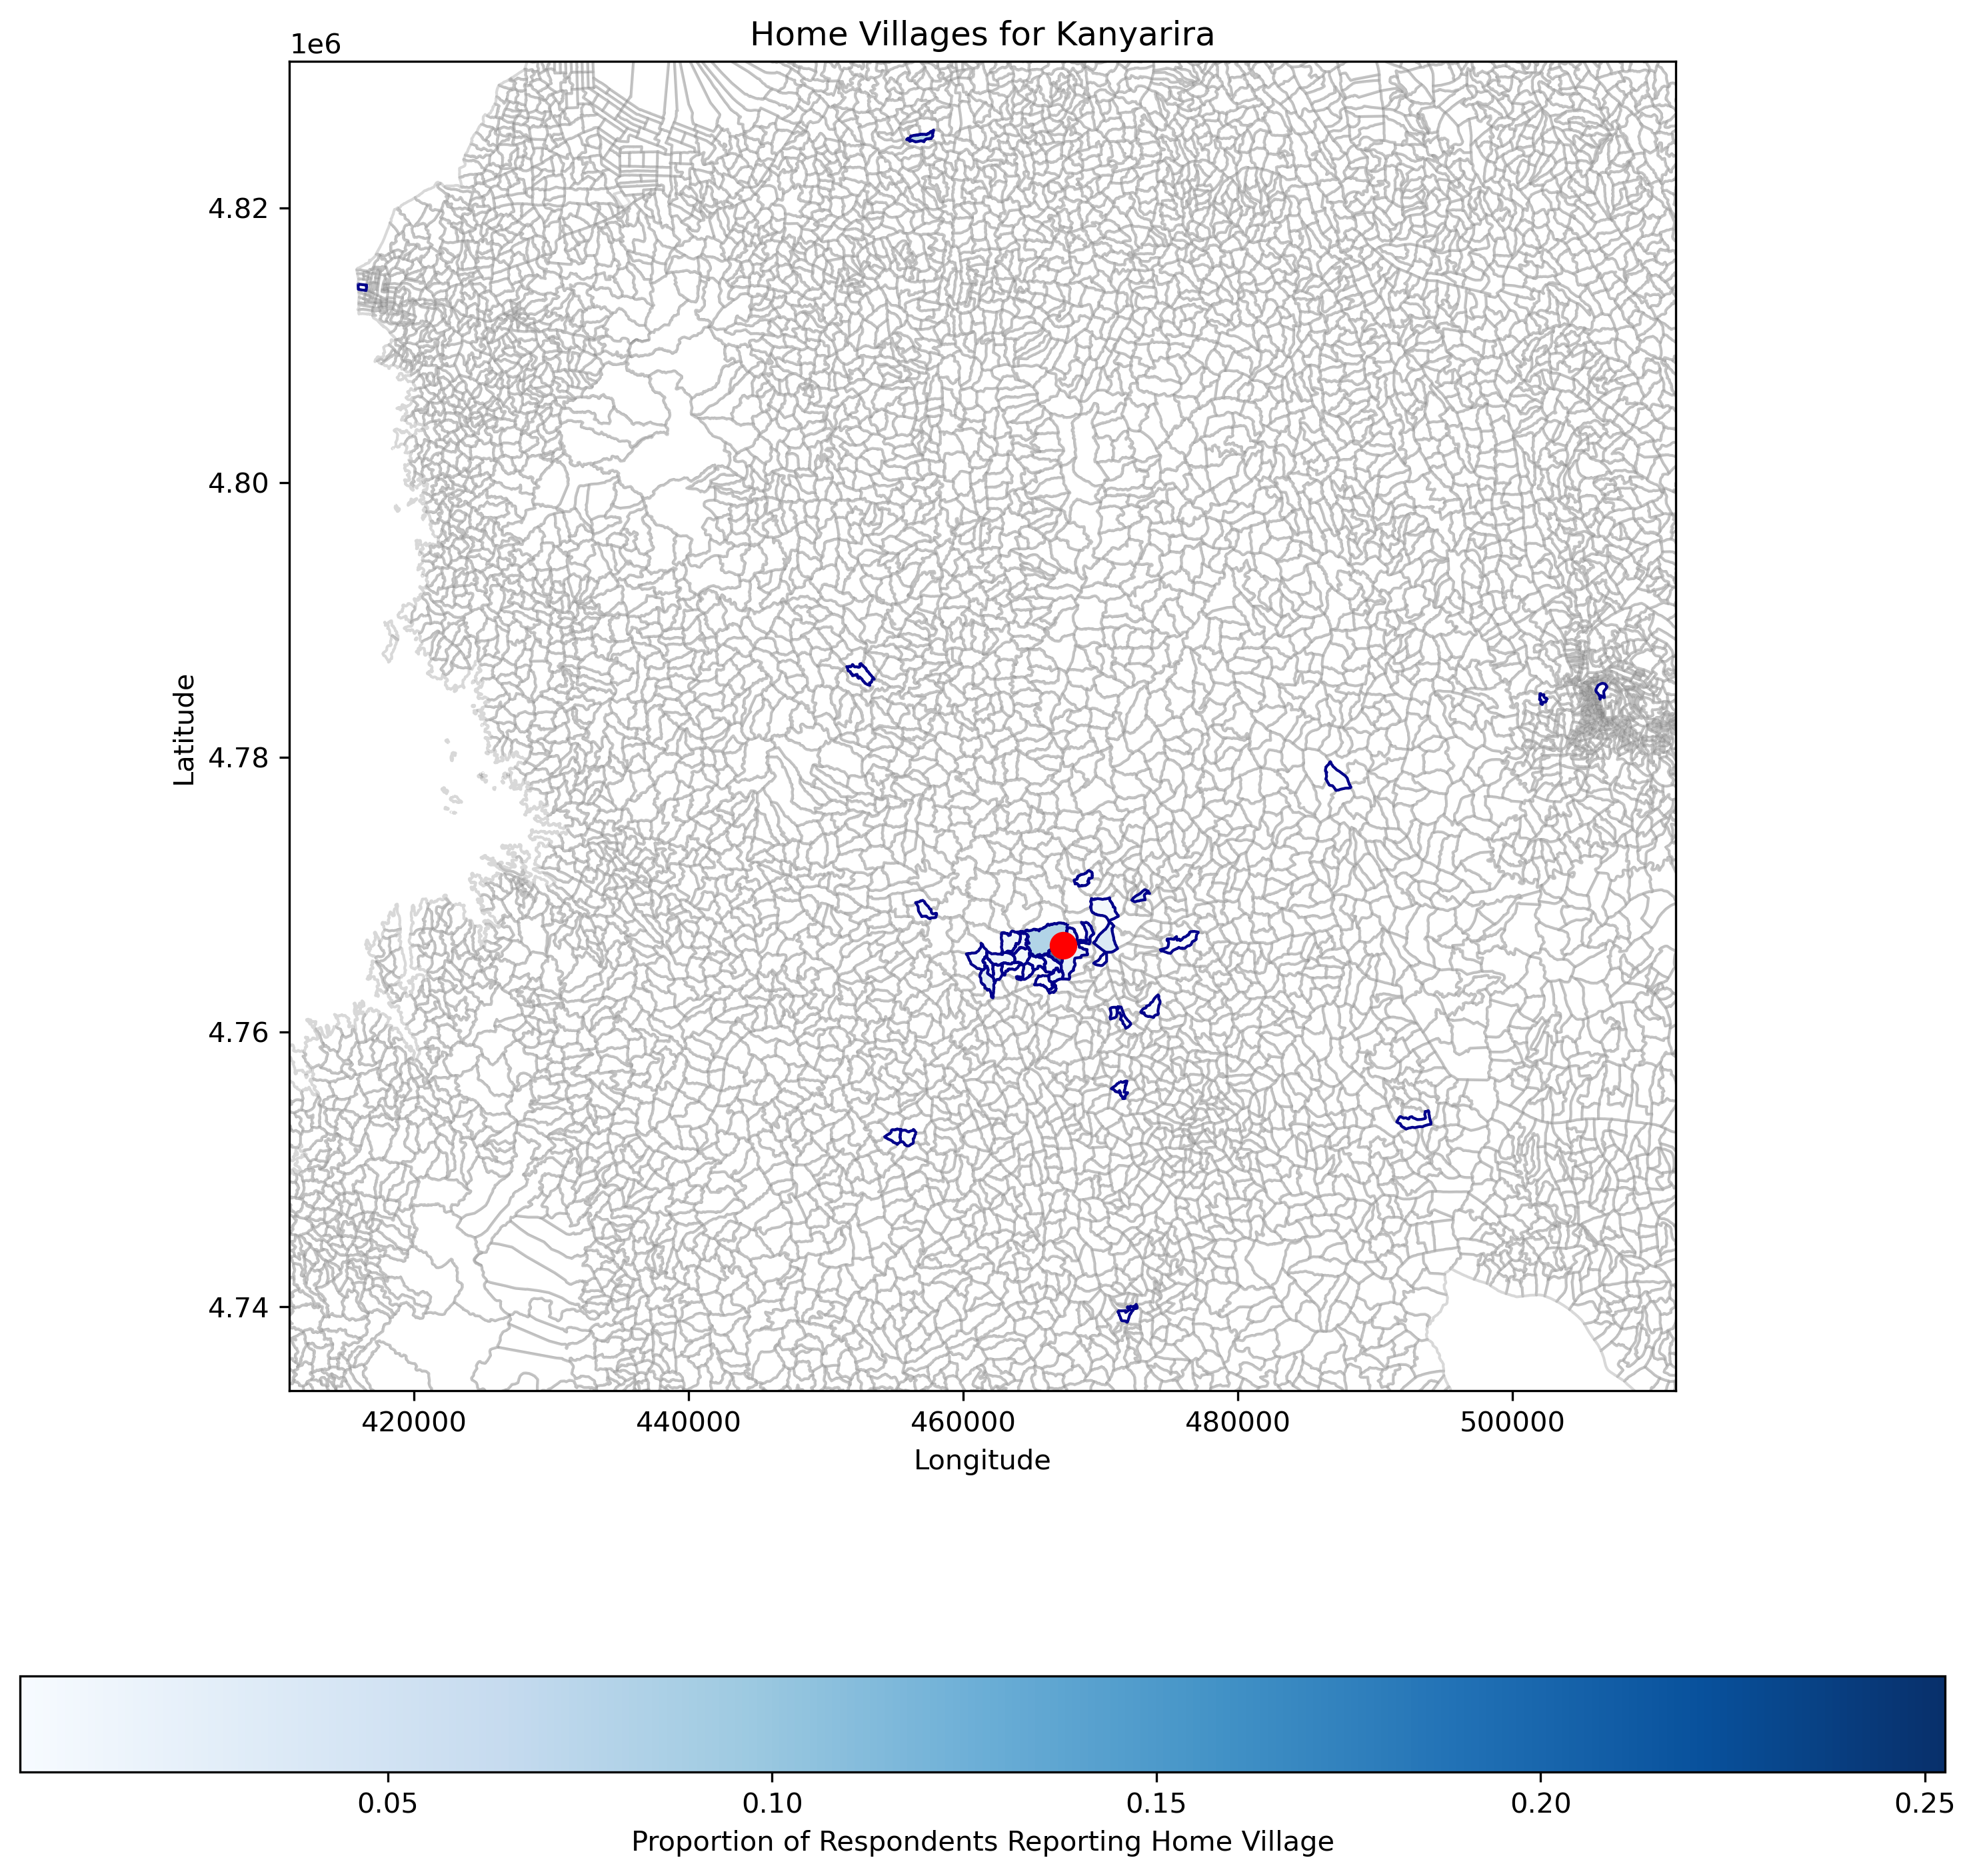 Home Villages for Kanyarira
1e6
4.82
4.80
4.78
4.76
4.74
Latitude
420000 440000 460000 480000 500000
Longitude
0.05 0.10 0.15 0.20 0.25
Proportion of Respondents Reporting Home Village